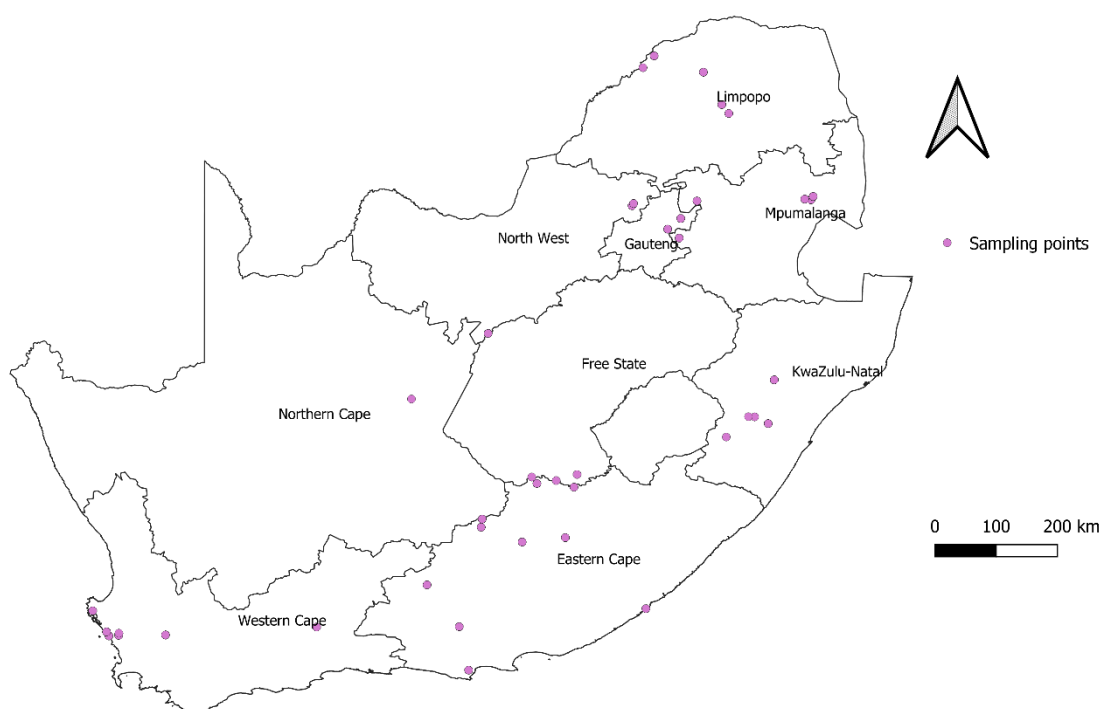 Limpopo
Mpumalanga
North West
Gauteng
Sampling points
Free State
KwaZulu-Natal
Northern Cape
0 100 200 km
Eastern Cape
Western Cape